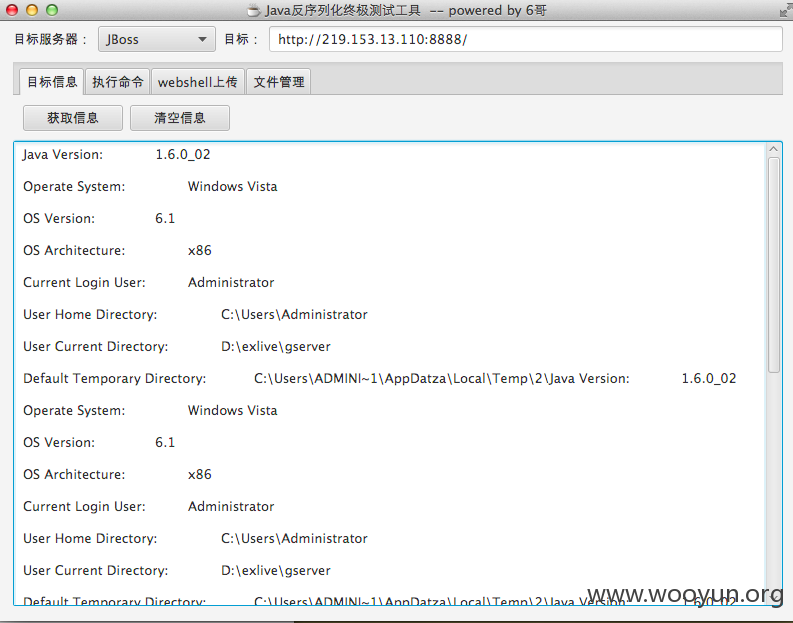 Java反序列化终极测试工具 -- powered by 6哥
目标服务器： JBoss 目标： http://219.153.13.110:8888/
目标信息 执行命令 webshell上传 文件管理
获取信息 清空信息
Java Version: 1.6.0_02
Operate System: Windows Vista
OS Version: 6.1
OS Architecture: x86
Current Login User: Administrator
User Home Directory: C:\Users\Administrator
User Current Directory: D:\exlive\gserver
Default Temporary Directory: C:\Users\ADMINI~1\AppDatza\Local\Temp\2\Java Version: 1.6.0_02
Operate System: Windows Vista
OS Version: 6.1
OS Architecture: x86
Current Login User: Administrator
User Home Directory: C:\Users\Administrator
User Current Directory: D:\exlive\gserver
Default Temporary Directory: C:\Users\ADMINI~1\AppDatza\Local\Temp\2\Java Version: 1.6.0_02
www.wooyun.org